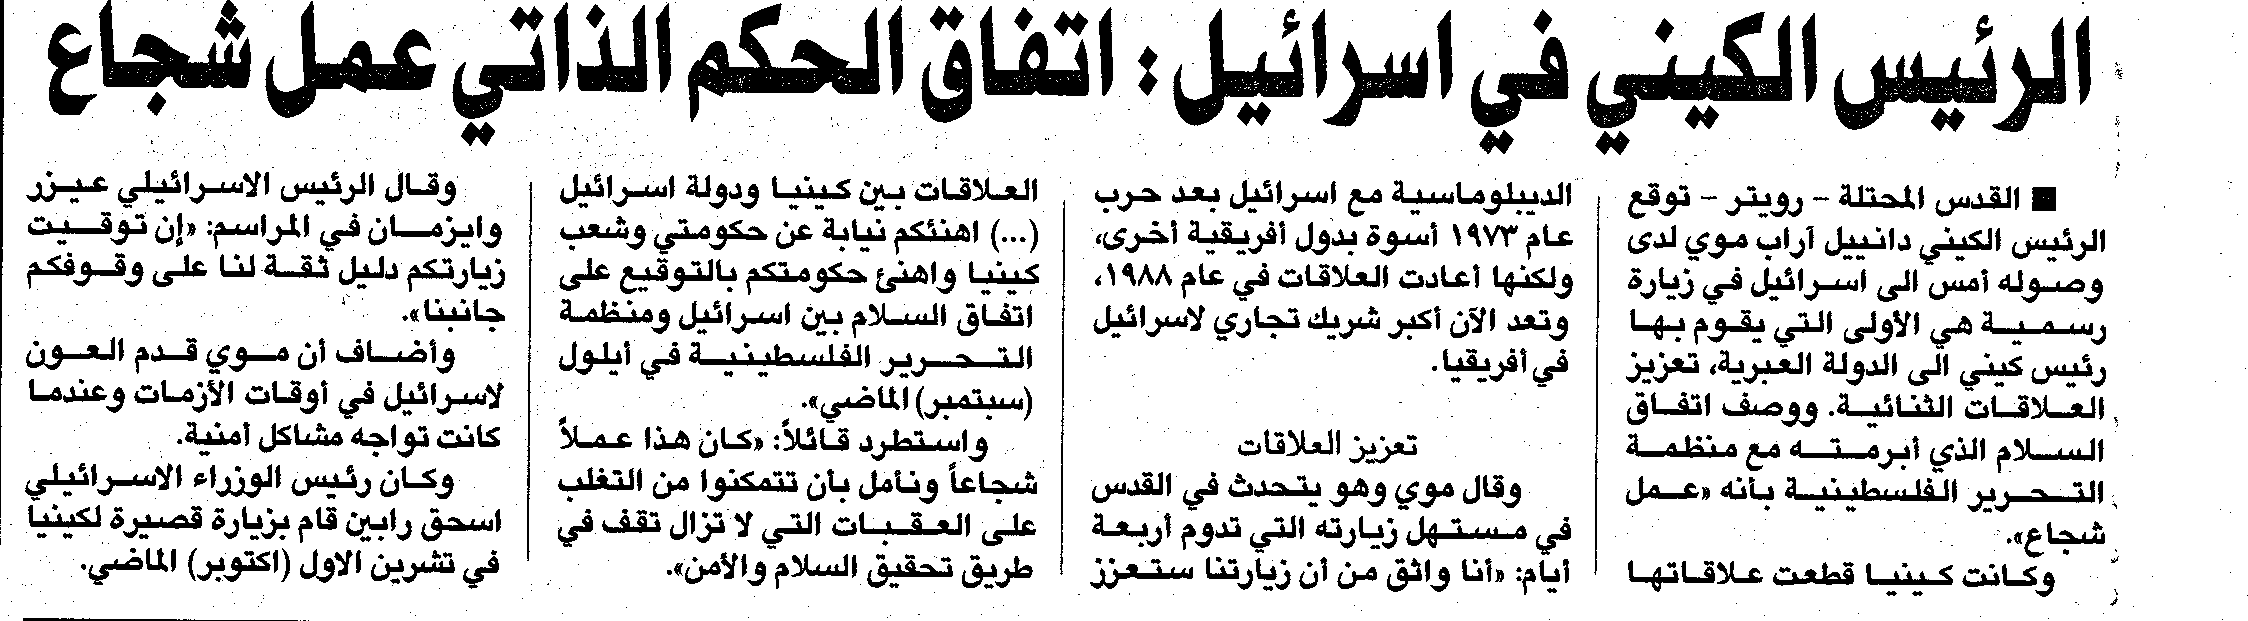 الرئيس الكيني في اسرائيل : اتفاق الحكم الذاتي عمل شجاع
■ القدس المحتلة - رويتر - توقع
الرئيس الكيني دانييل آراب موي لدى
وصوله أمس الى اسرائيل في زيارة
رسمية هي الأولى التي يقوم بها
رئيس كيني الى الدولة العبرية، تعزيز
العلاقات الثنائية. ووصف اتفاق
السلام الذي أبرمته مع منظمة
التحرير الفلسطينية بأنه «عمل
شجاع».
وكانت كينيا قطعت علاقاتها
الديبلوماسية مع اسرائيل بعد حرب
عام ١٩٧٣ أسوة بدول أفريقية أخرى،
ولكنها أعادت العلاقات في عام ١٩٨٨،
وتعد الآن أكبر شريك تجاري لاسرائيل
في أفريقيا.
تعزيز العلاقات
وقال موي وهو يتحدث في القدس
في مستهل زيارته التي تدوم أربعة
أيام: «أنا واثق من أن زيارتنا ستعزز
العلاقات بين كينيا ودولة اسرائيل
(...) اهنئكم نيابة عن حكومتي وشعب
كينيا واهنئ حكومتكم بالتوقيع على
اتفاق السلام بين اسرائيل ومنظمة
التحرير الفلسطينية في أيلول
(سبتمبر) الماضي».
واستطرد قائلاً: «كان هذا عملاً
شجاعاً ونأمل بأن تتمكنوا من التغلب
على العقبات التي لا تزال تقف في
طريق تحقيق السلام والأمن».
وقال الرئيس الاسرائيلي عيزر
وايزمان في المراسم: «إن توقيت
زيارتكم دليل ثقة لنا على وقوفكم
جانبنا».
وأضاف أن موي قدم العون
لاسرائيل في أوقات الأزمات وعندما
كانت تواجه مشاكل أمنية.
وكان رئيس الوزراء الاسرائيلي
اسحق رابين قام بزيارة قصيرة لكينيا
في تشرين الاول (اكتوبر) الماضي.